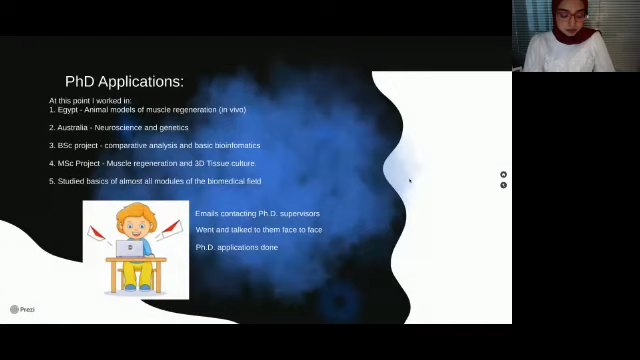 PhD Applications:
At this point I worked in:
1. Egypt - Animal models of muscle regeneration (in vivo)
2. Australia - Neuroscience and genetics
3. BSc project - comparative analysis and basic bioinfomatics
4. MSc Project - Muscle regeneration and 3D Tissue culture.
5. Studied basics of almost all modules of the biomedical field
Emails contacting Ph.D. supervisors
Went and talked to them face to face
Ph.D. applications done
Prezi